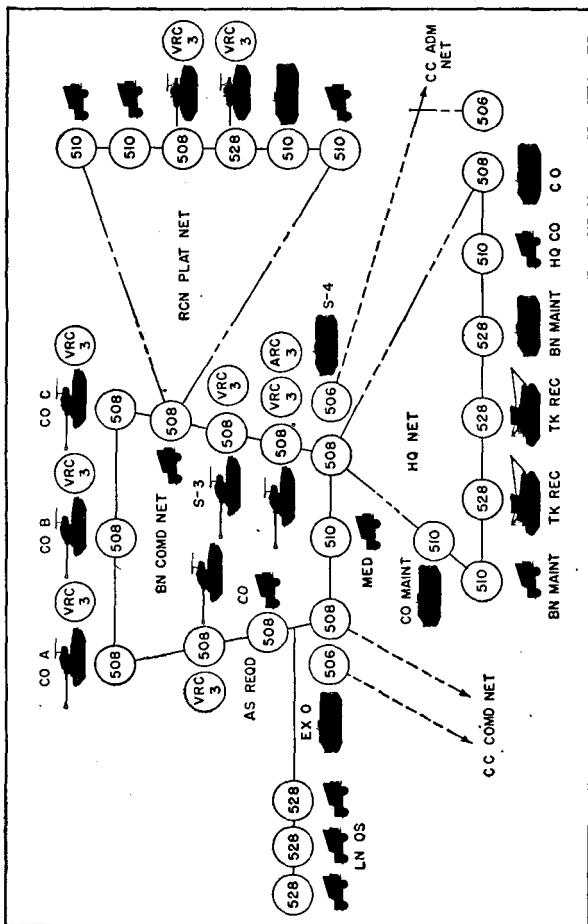 CO A
CO B
CO C
VRC
3
VRC
3
VRC
3
508
508
508
508
BN COMD NET
508
VRC
3
AS REQD
CO
508
S-3
508
VRC
3
508
VRC
3
ARC
3
EX O
506
508
510
MED
508
506
S-4
528
528
528
LN QS
CC COMD NET
RCN PLAT NET
510
510
508
528
510
510
VRC
3
VRC
3
CC ADM
NET
506
HQ NET
CO MAINT
510
510
528
528
528
510
508
BN MAINT
TK REC
TK REC
BN MAINT
HQ CO
CO